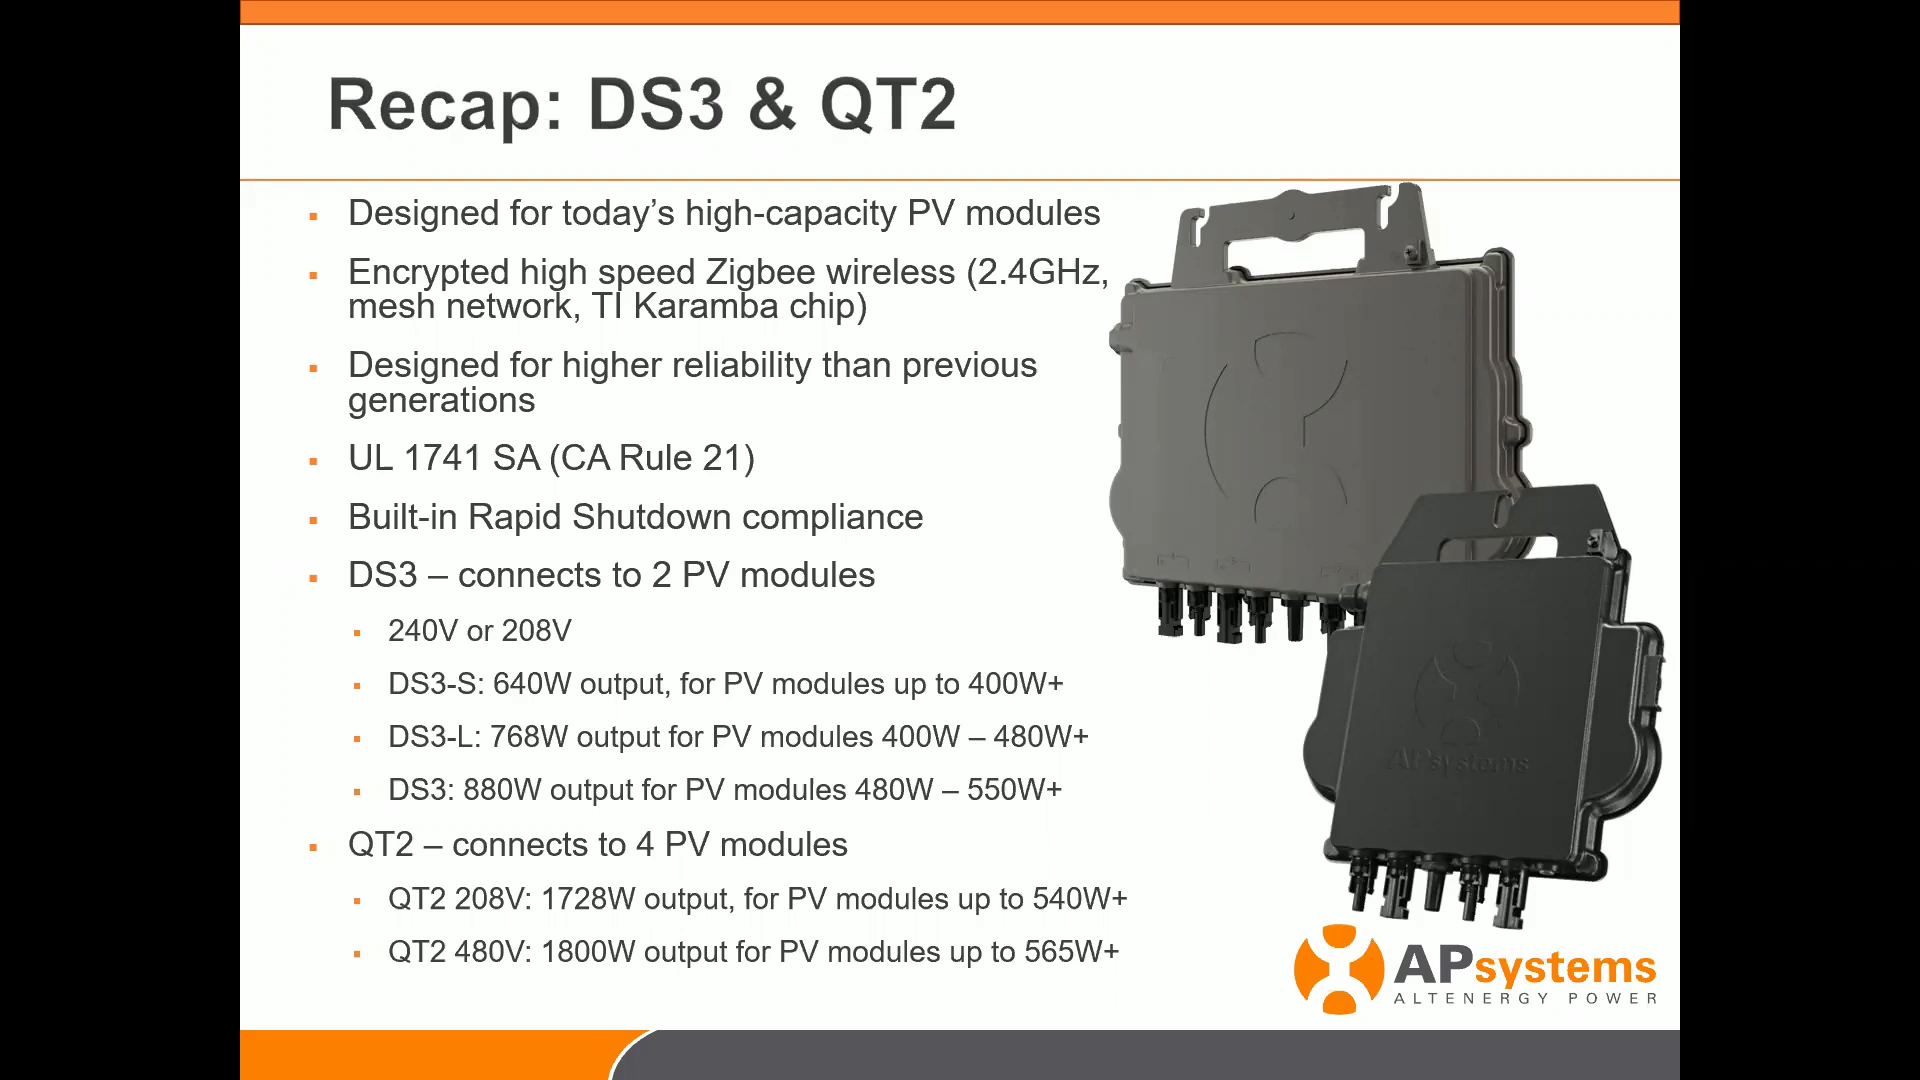 Recap: DS3 & QT2
▪ Designed for today’s high-capacity PV modules
▪ Encrypted high speed Zigbee wireless (2.4GHz,
mesh network, TI Karamba chip)
▪ Designed for higher reliability than previous
generations
▪ UL 1741 SA (CA Rule 21)
▪ Built-in Rapid Shutdown compliance
▪ DS3 – connects to 2 PV modules
▪ 240V or 208V
▪ DS3-S: 640W output, for PV modules up to 400W+
▪ DS3-L: 768W output for PV modules 400W – 480W+
▪ DS3: 880W output for PV modules 480W – 550W+
▪ QT2 – connects to 4 PV modules
▪ QT2 208V: 1728W output, for PV modules up to 540W+
▪ QT2 480V: 1800W output for PV modules up to 565W+
APsystems
APsystems
ALTENERGY POWER